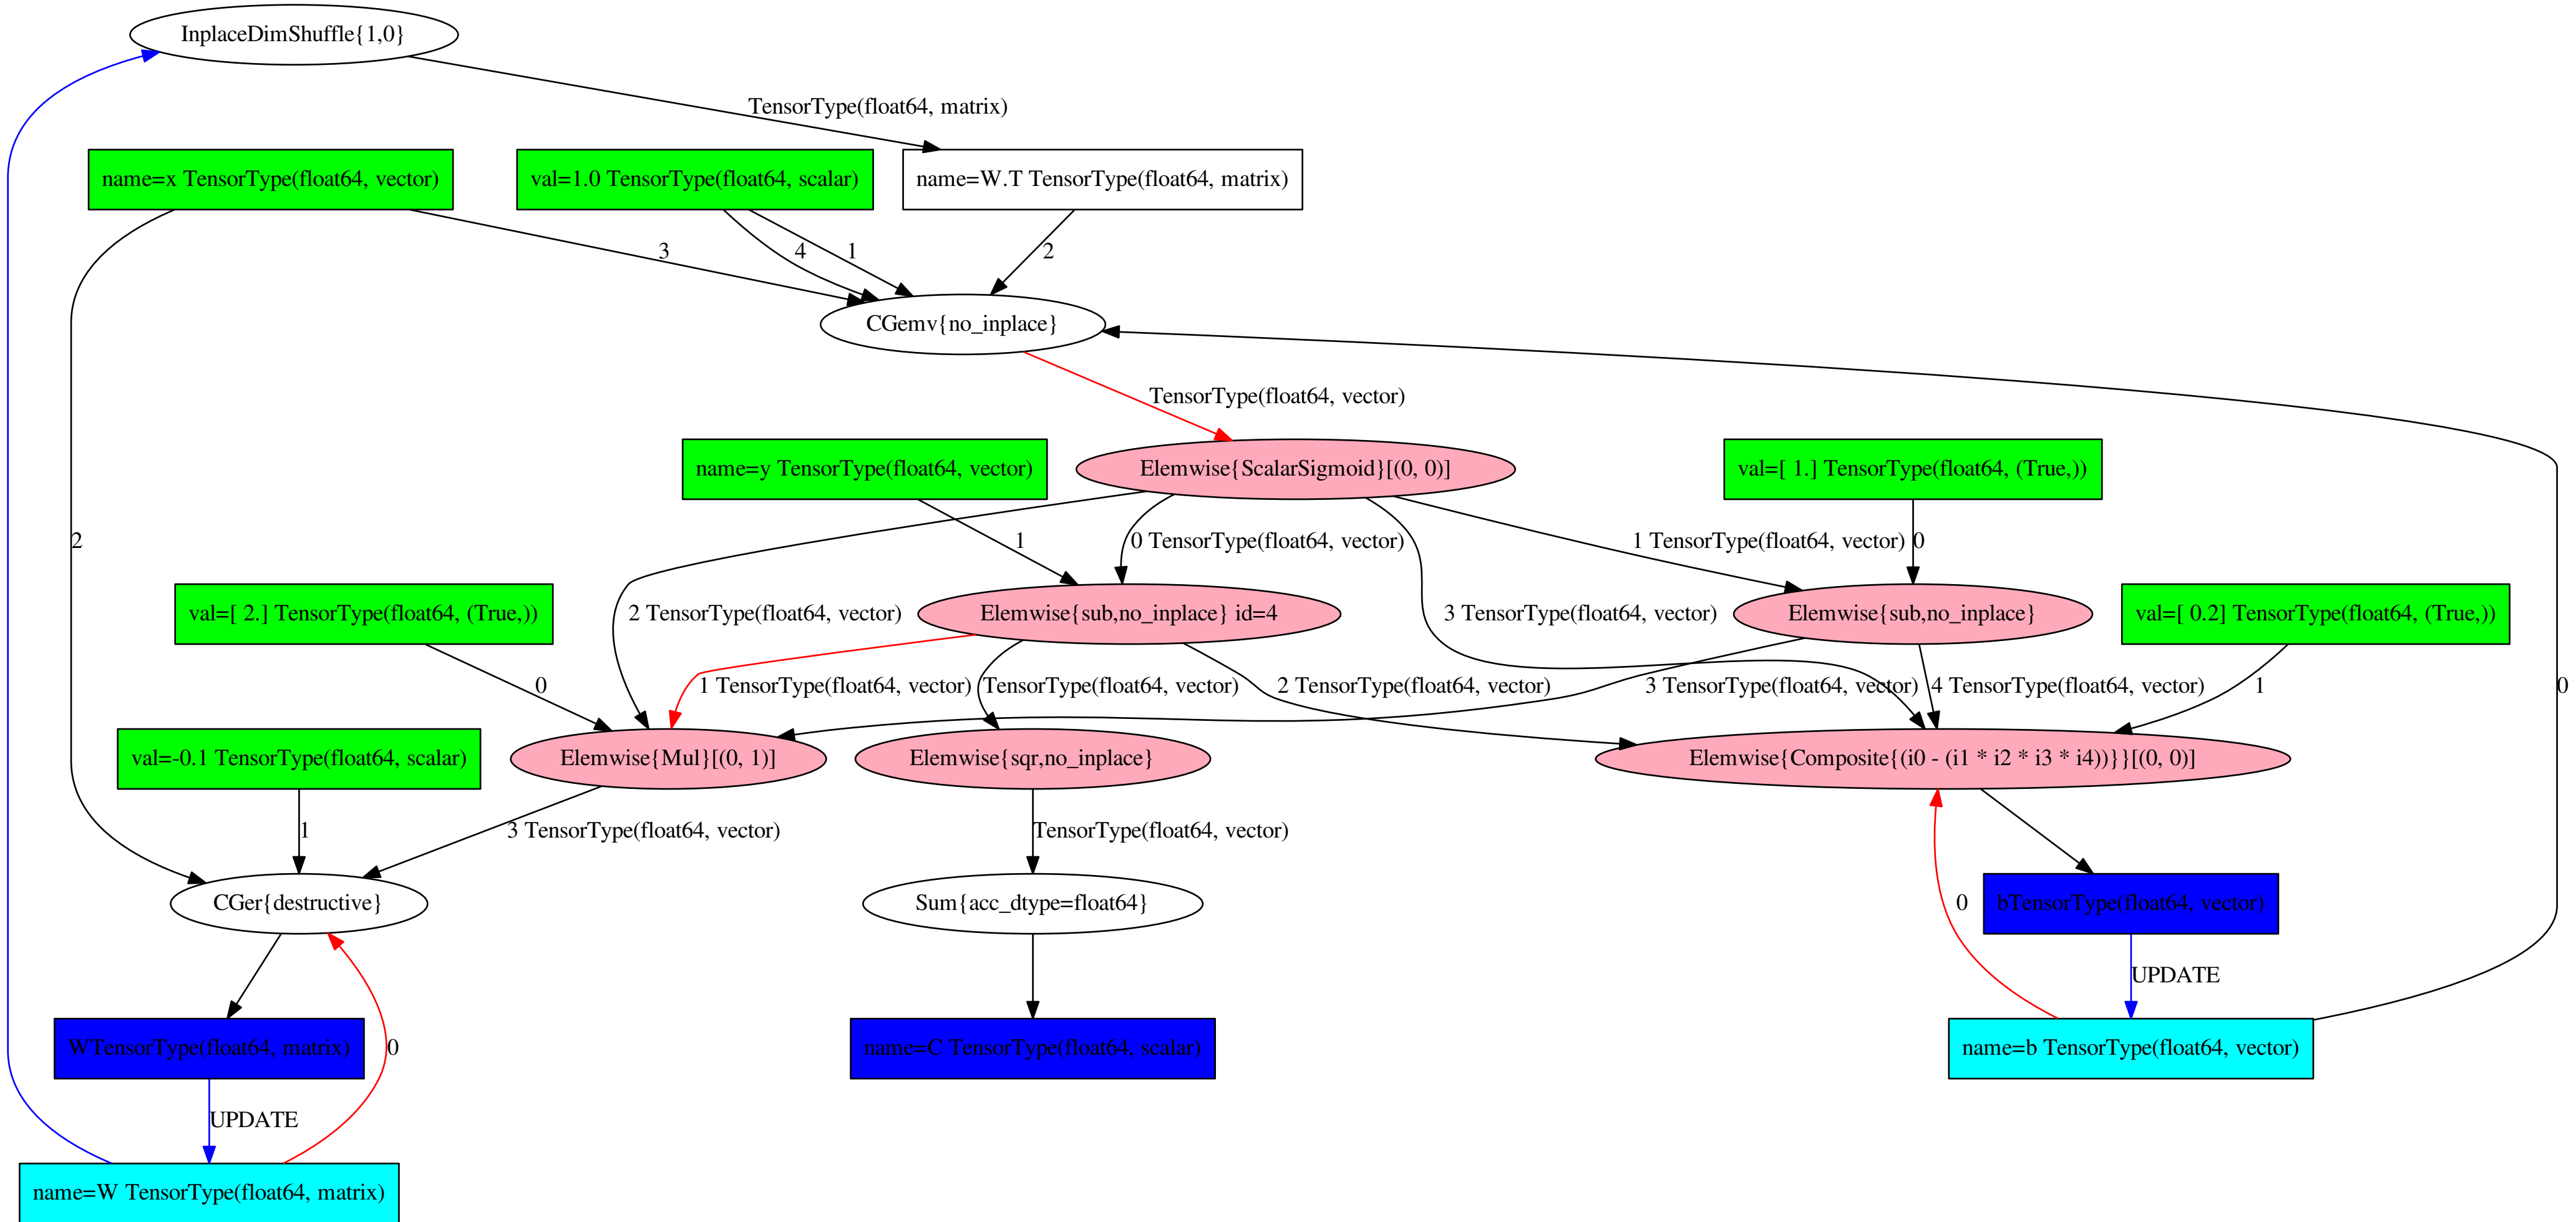 InplaceDimShuffle{1,0}
TensorType(float64, matrix)
name=x TensorType(float64, vector)
val=1.0 TensorType(float64, scalar)
name=W.T TensorType(float64, matrix)
3
4
1
2
CGemv{no_inplace}
TensorType(float64, vector)
name=y TensorType(float64, vector)
Elemwise{ScalarSigmoid}[(0, 0)]
val=[ 1.] TensorType(float64, (True,))
2
1
0 TensorType(float64, vector)
1 TensorType(float64, vector)
0
val=[ 2.] TensorType(float64, (True,))
2 TensorType(float64, vector)
Elemwise{sub,no_inplace} id=4
3 TensorType(float64, vector)
Elemwise{sub,no_inplace}
val=[ 0.2] TensorType(float64, (True,))
0
1 TensorType(float64, vector)
TensorType(float64, vector)
2 TensorType(float64, vector)
3 TensorType(float64, vector)
4 TensorType(float64, vector)
1
0
val=-0.1 TensorType(float64, scalar)
Elemwise{Mul}[(0, 1)]
Elemwise{sqr,no_inplace}
Elemwise{Composite{(i0 - (i1 * i2 * i3 * i4))}}[(0, 0)]
1
3 TensorType(float64, vector)
TensorType(float64, vector)
CGer{destructive}
Sum{acc_dtype=float64}
0
bTensorType(float64, vector)
UPDATE
WTensorType(float64, matrix)
0
name=C TensorType(float64, scalar)
name=b TensorType(float64, vector)
UPDATE
name=W TensorType(float64, matrix)